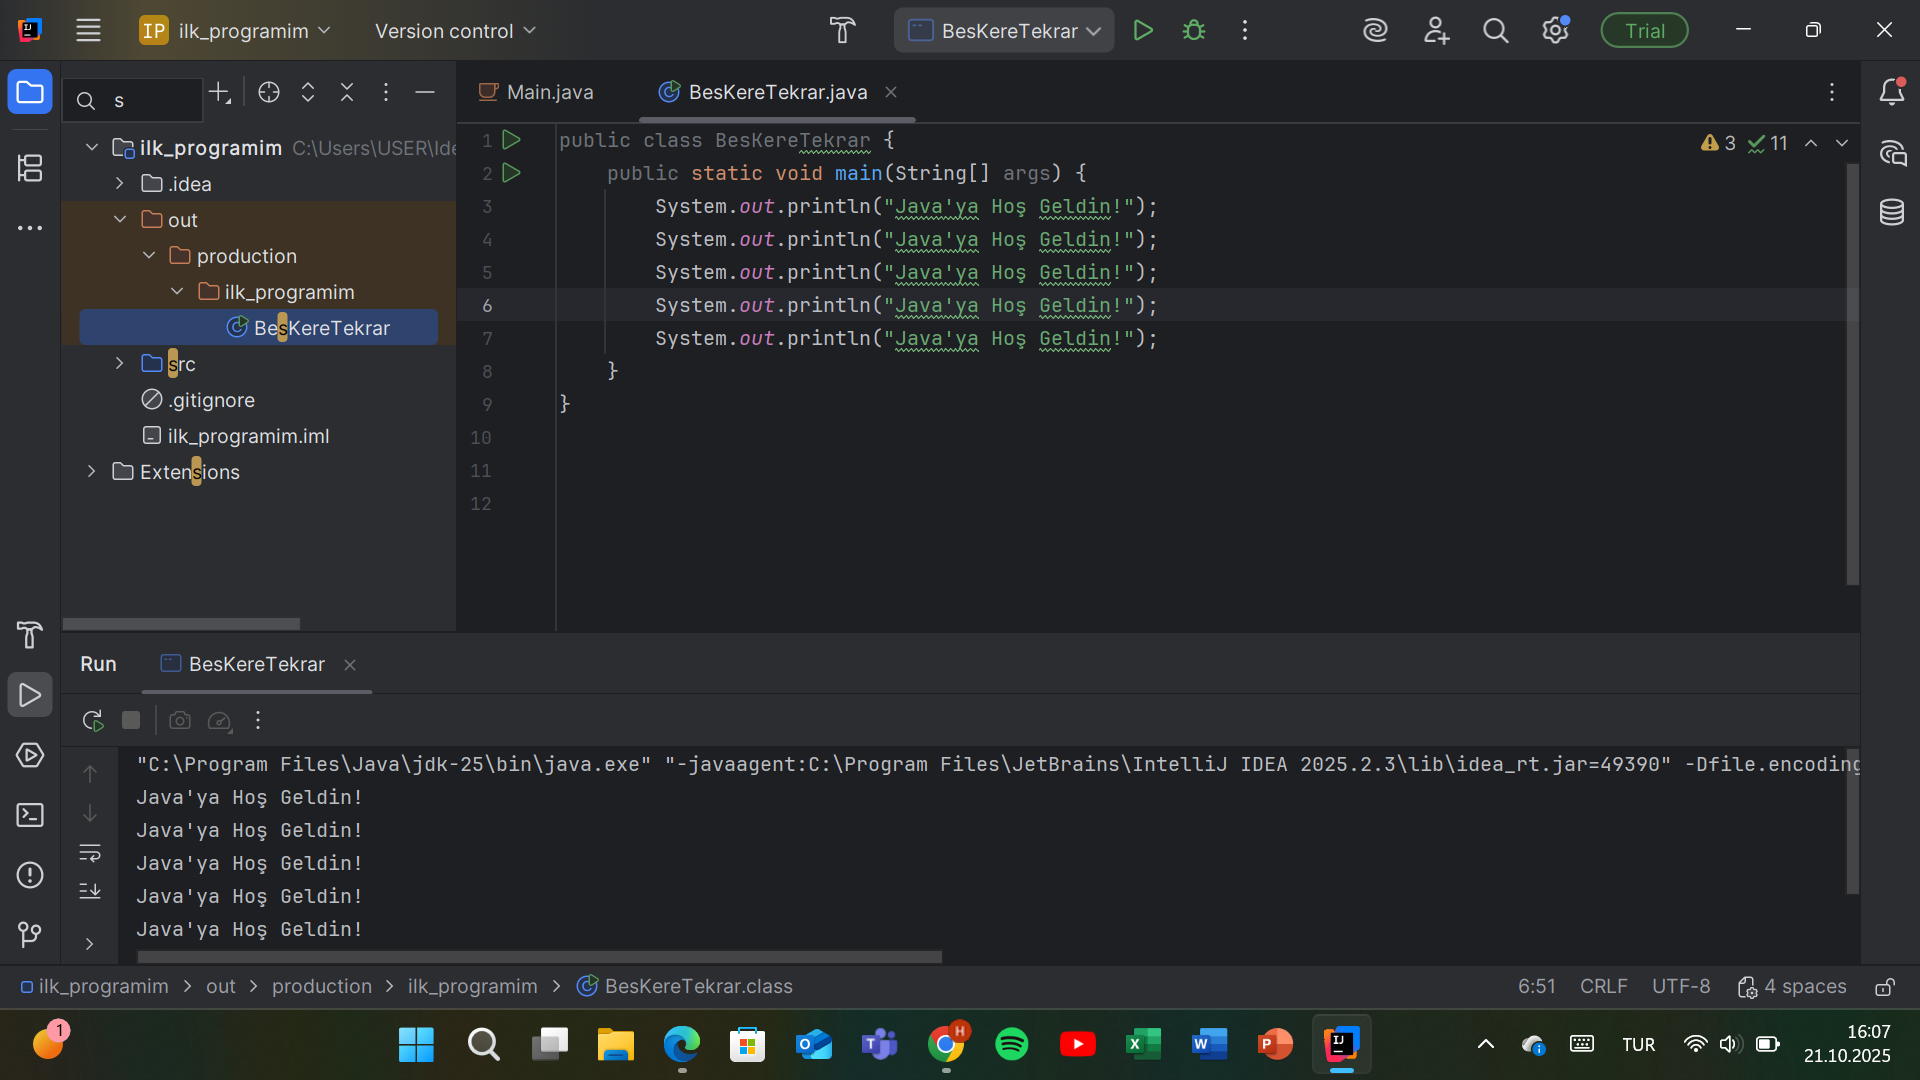 IP ilk_programim Version control BesKereTekrar Trial
s Main.java BesKereTekrar.java
ilk_programim C:\Users\USER\Ide
.idea
out
production
ilk_programim
BesKereTekrar
src
.gitignore
ilk_programim.iml
Extensions
3 11
1 public class BesKereTekrar {
2 public static void main(String[] args) {
3 System.out.println("Java'ya Hoş Geldin!");
4 System.out.println("Java'ya Hoş Geldin!");
5 System.out.println("Java'ya Hoş Geldin!");
6 System.out.println("Java'ya Hoş Geldin!");
7 System.out.println("Java'ya Hoş Geldin!");
8 }
9 }
10
11
12
Run BesKereTekrar
"C:\Program Files\Java\jdk-25\bin\java.exe" "-javaagent:C:\Program Files\JetBrains\IntelliJ IDEA 2025.2.3\lib\idea_rt.jar=49390" -Dfile.encoding
Java'ya Hoş Geldin!
Java'ya Hoş Geldin!
Java'ya Hoş Geldin!
Java'ya Hoş Geldin!
Java'ya Hoş Geldin!
ilk_programim > out > production > ilk_programim > BesKereTekrar.class 6:51 CRLF UTF-8 4 spaces
1 H TUR 16:07
21.10.2025